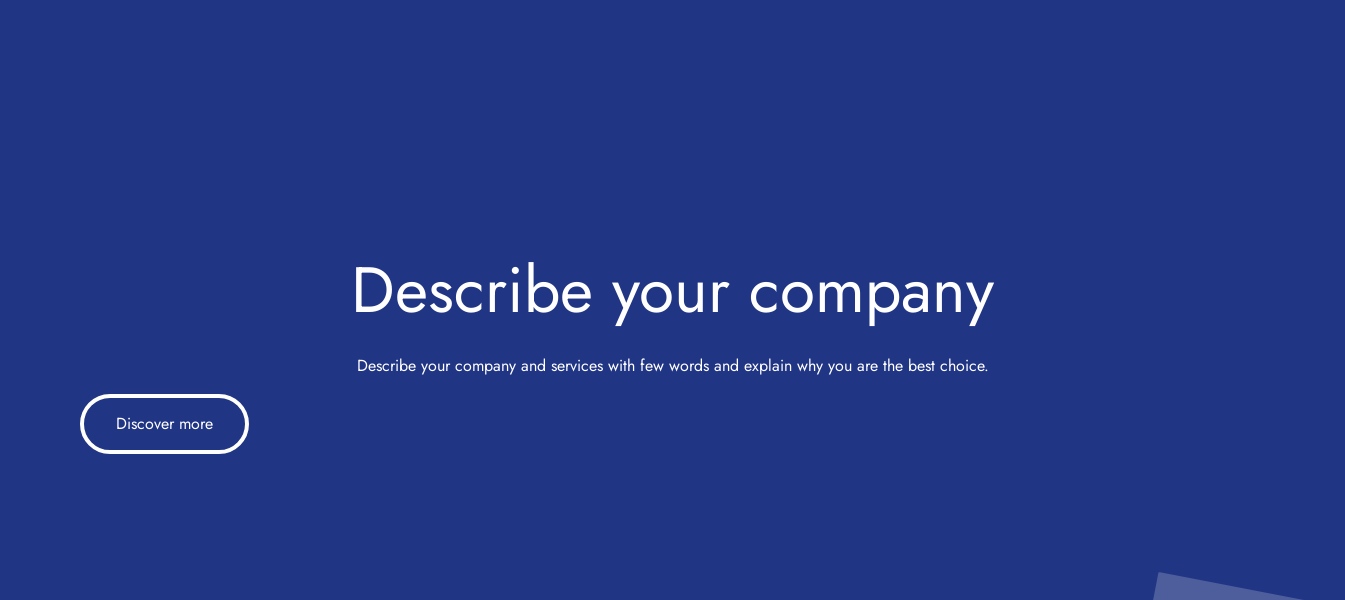 Describe your company
Describe your company and services with few words and explain why you are the best choice.
Discover more